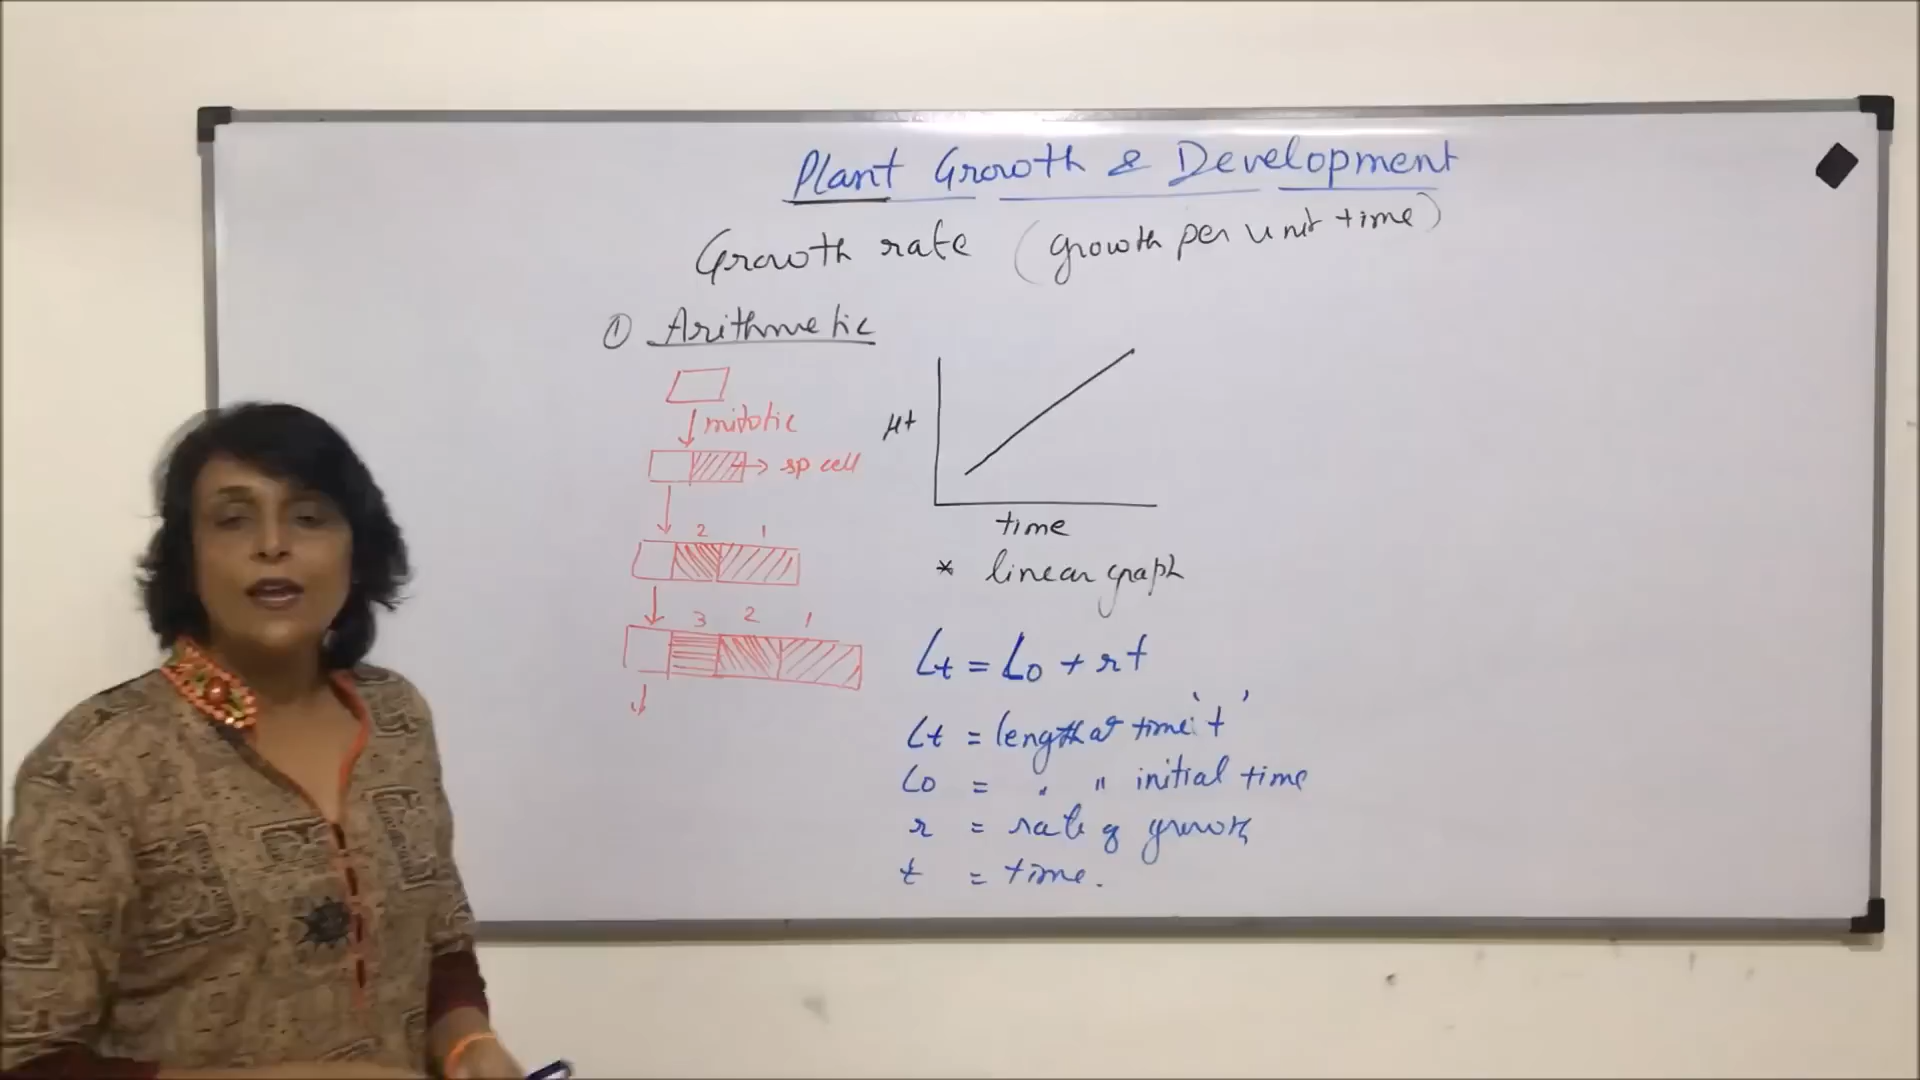 Plant Growth & Development
Growth rate (growth per unit time)
① Arithmetic
mitotic
→ sp cell
2 1
3 2 1
Ht
time
* linear graph
Lt = L0 + rt
Lt = length at time 't'
L0 = " " initial time
r = rate of growth
t = time.